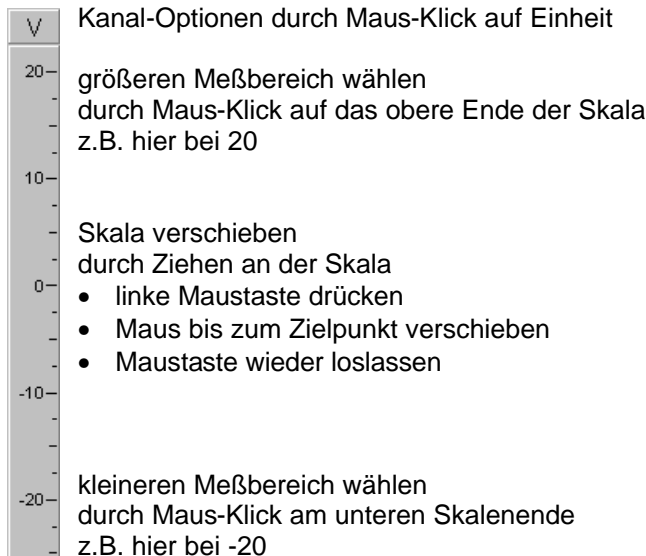 V
Kanal-Optionen durch Maus-Klick auf Einheit
20
größeren Meßbereich wählen
durch Maus-Klick auf das obere Ende der Skala
z.B. hier bei 20
10
Skala verschieben
durch Ziehen an der Skala
0
• linke Maustaste drücken
• Maus bis zum Zielpunkt verschieben
• Maustaste wieder loslassen
-10
kleineren Meßbereich wählen
-20
durch Maus-Klick am unteren Skalenende
z.B. hier bei -20